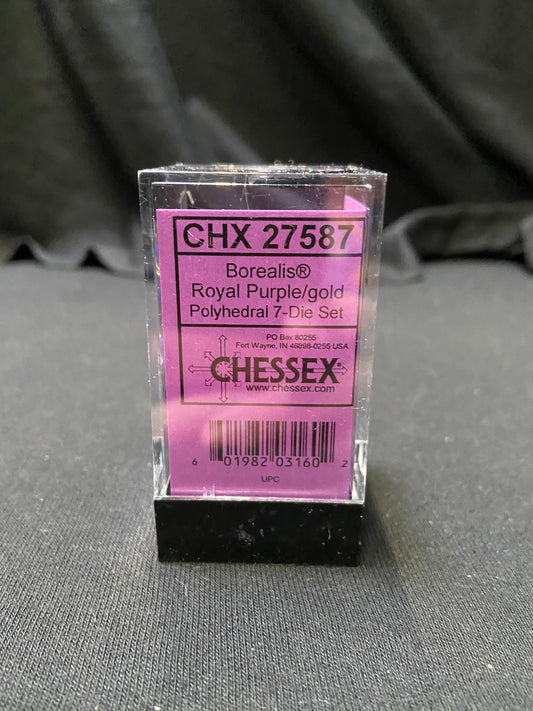 CHX 27587
Borealis®
Royal Purple/gold
Polyhedral 7-Die Set
PO Box 80255
Fort Wayne, IN 46898-0255 USA
CHESSEX®
www.chessex.com
6 01982 03160 2
UPC